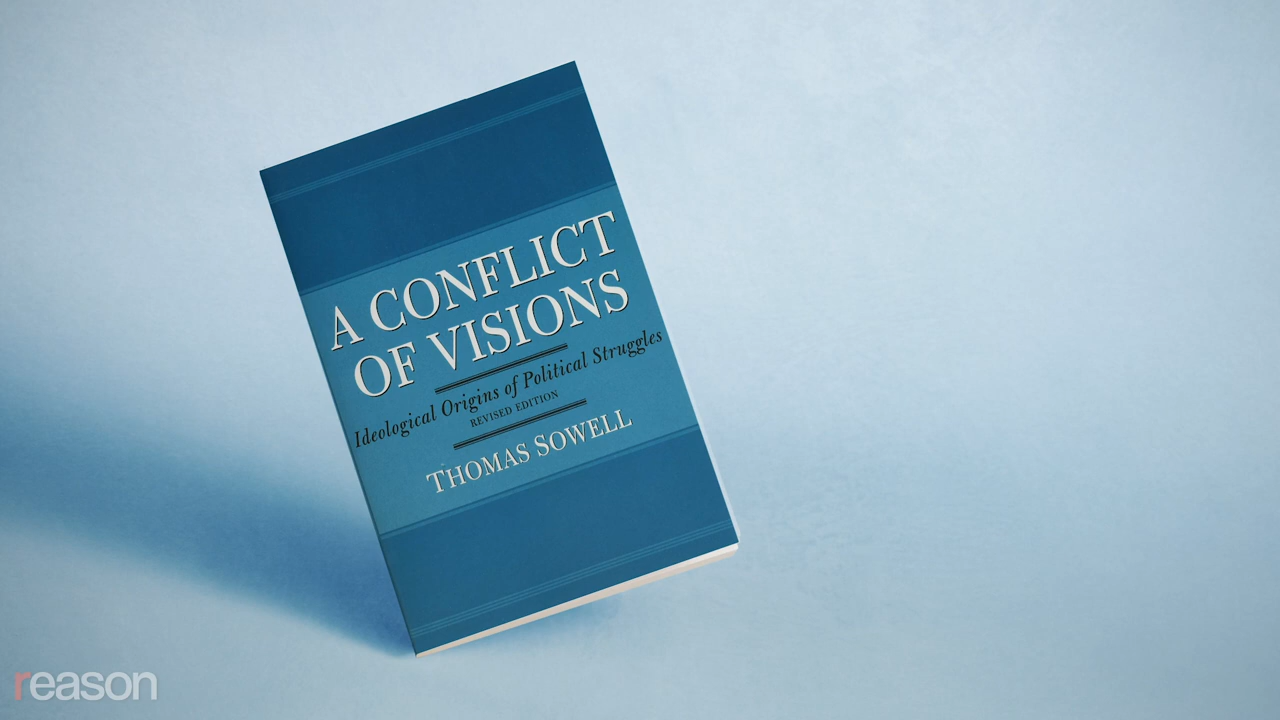 A CONFLICT
OF VISIONS
Ideological Origins of Political Struggles
REVISED EDITION
THOMAS SOWELL
reason